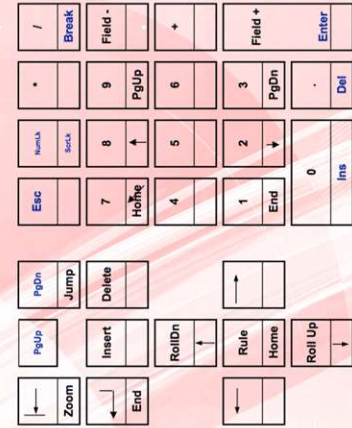 PgUp PgDn Esc NumLk * /
Zoom Jump ScrLk Break
Insert Delete 7 8 9 Field -
End Home PgUp
RollDn 4 5 6 +
Rule 1 2 3 Field +
Home End PgDn
Roll Up 0 . Enter
Ins Del